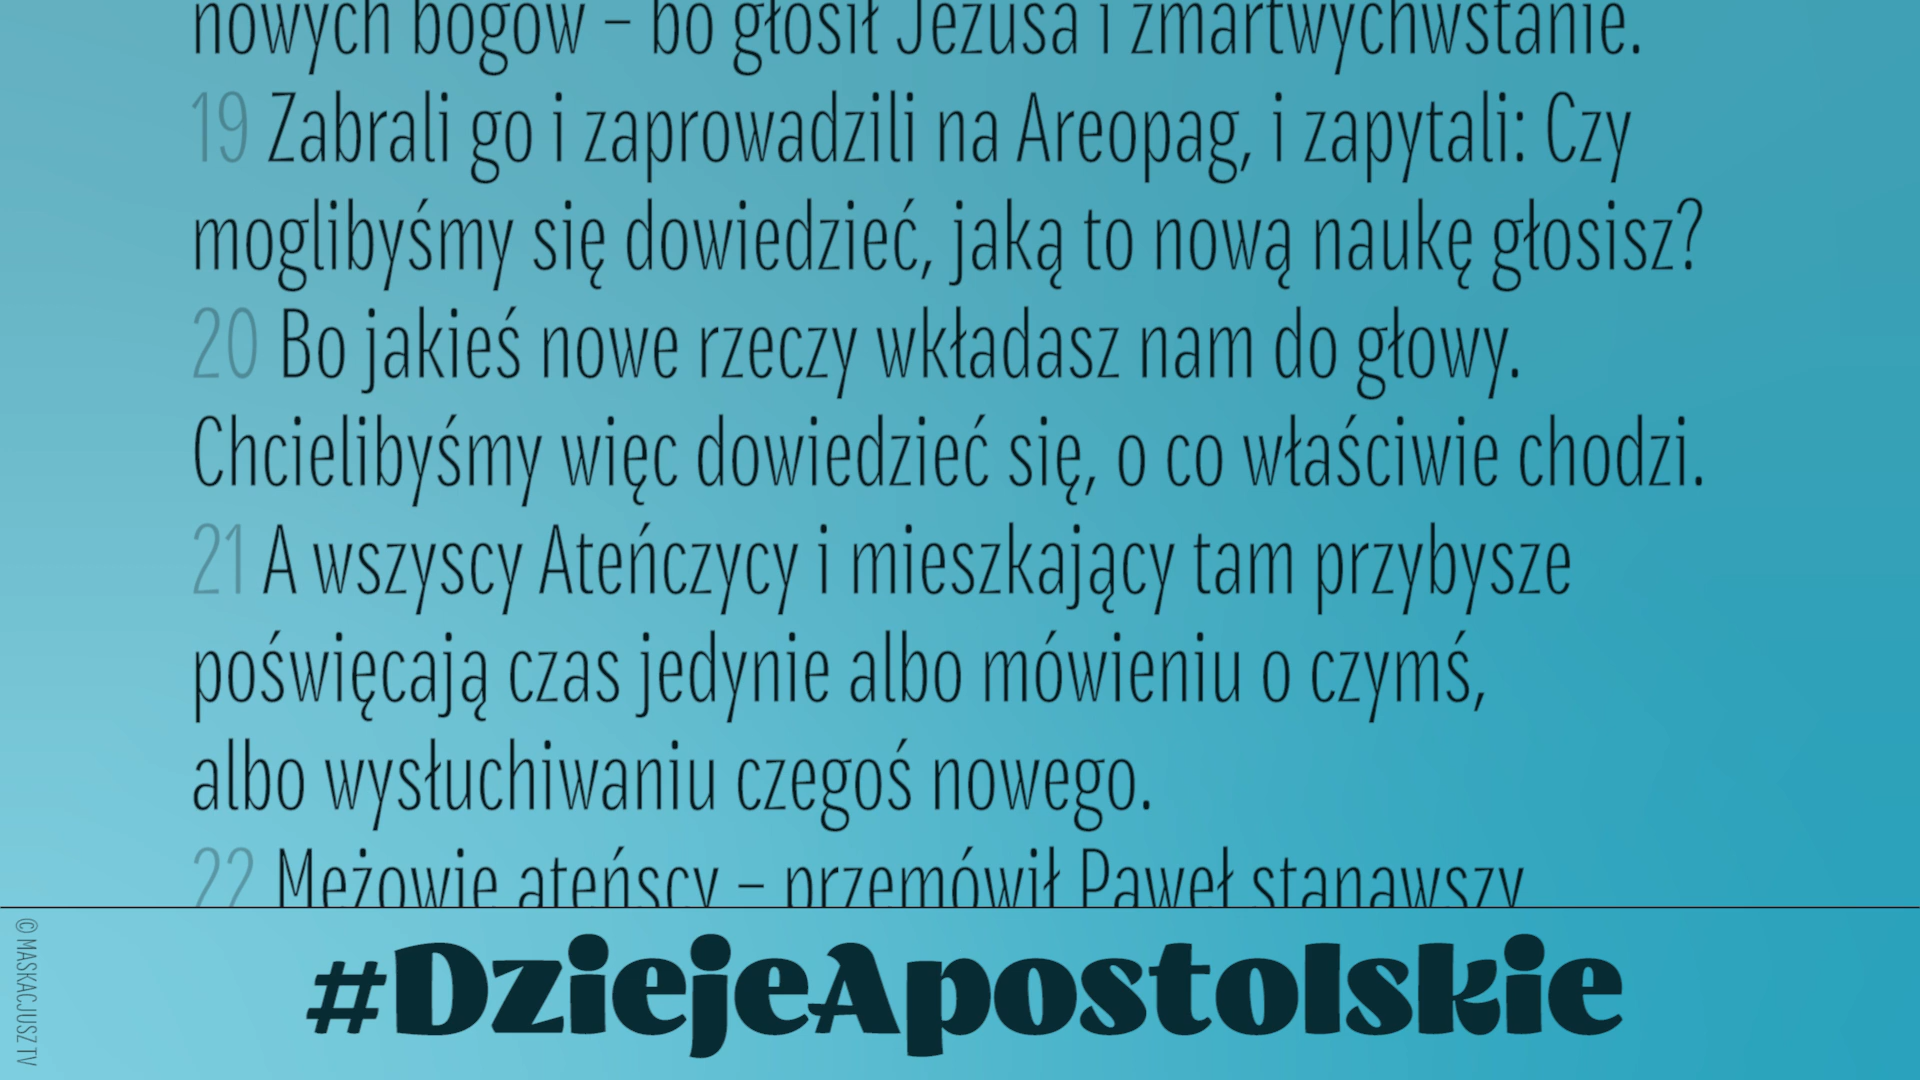 nowych bogów – bo głosił Jezusa i zmartwychwstanie.
19 Zabrali go i zaprowadzili na Areopag, i zapytali: Czy
moglibyśmy się dowiedzieć, jaką to nową naukę głosisz?
20 Bo jakieś nowe rzeczy wkładasz nam do głowy.
Chcielibyśmy więc dowiedzieć się, o co właściwie chodzi.
21 A wszyscy Ateńczycy i mieszkający tam przybysze
poświęcają czas jedynie albo mówieniu o czymś,
albo wysłuchiwaniu czegoś nowego.
22 Mężowie ateńscy – przemówił Paweł stanąwszy
#DziejeApostolskie
© MASKACJUSZ TV